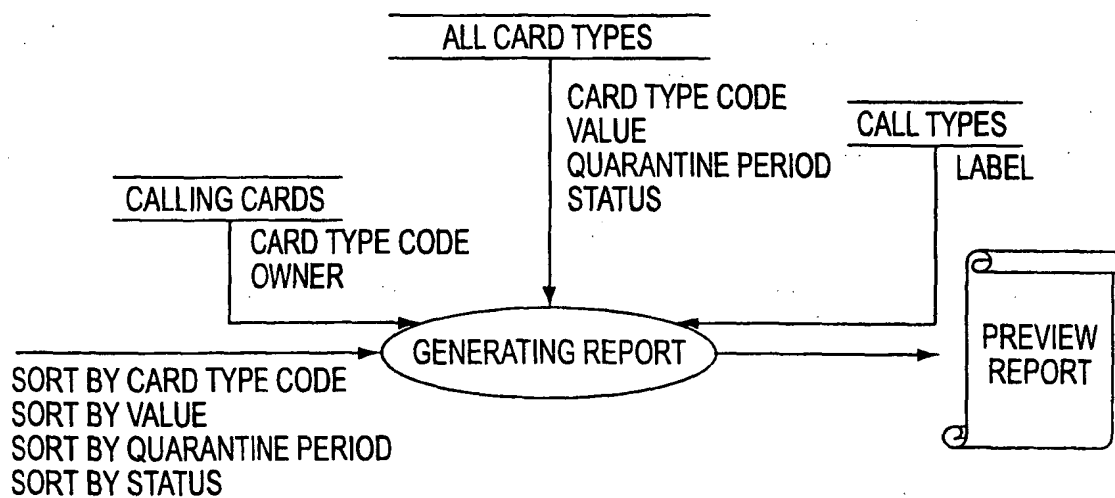 ALL CARD TYPES
CARD TYPE CODE
VALUE
QUARANTINE PERIOD
STATUS
CALL TYPES
LABEL
CALLING CARDS
CARD TYPE CODE
OWNER
GENERATING REPORT
PREVIEW
REPORT
SORT BY CARD TYPE CODE
SORT BY VALUE
SORT BY QUARANTINE PERIOD
SORT BY STATUS